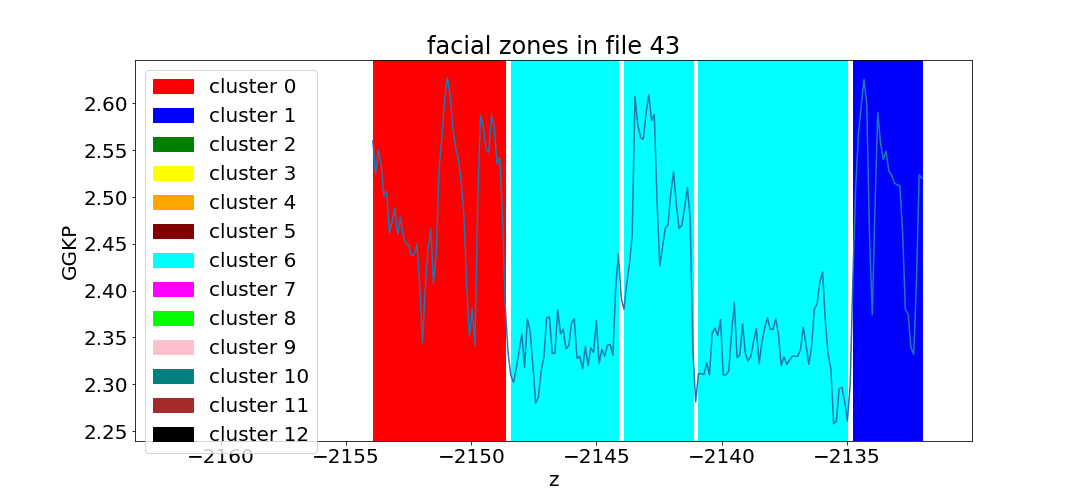 facial zones in file 43
GGKP
2.60
2.55
2.50
2.45
2.40
2.35
2.30
2.25
cluster 0
cluster 1
cluster 2
cluster 3
cluster 4
cluster 5
cluster 6
cluster 7
cluster 8
cluster 9
cluster 10
cluster 11
cluster 12
−2160 −2155 −2150 −2145 −2140 −2135
z